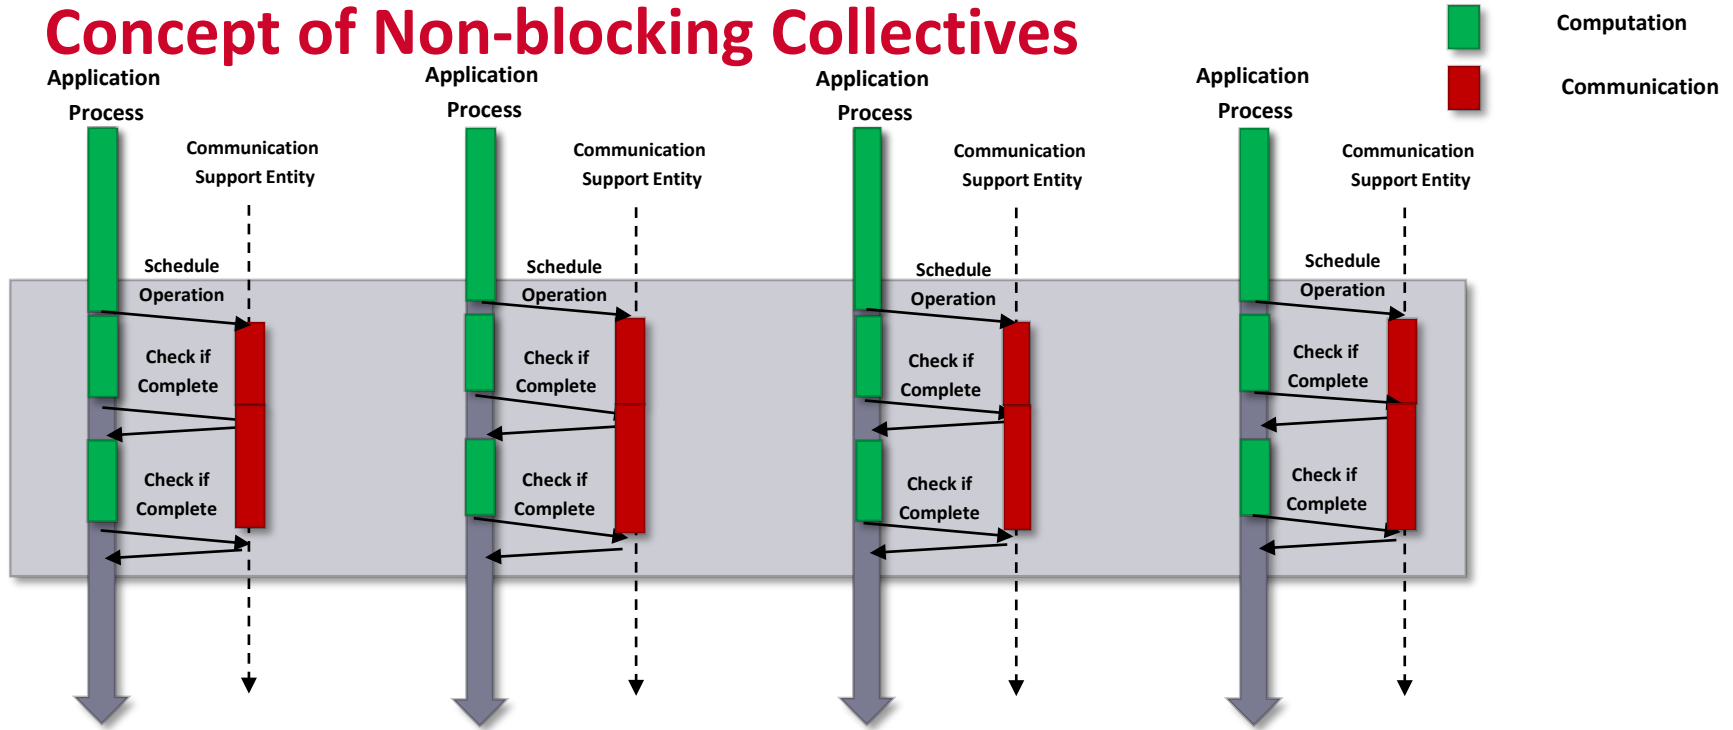 Concept of Non-blocking Collectives
Computation
Communication
Application
Process
Application
Process
Application
Process
Application
Process
Communication
Support Entity
Communication
Support Entity
Communication
Support Entity
Communication
Support Entity
Schedule
Operation
Schedule
Operation
Schedule
Operation
Schedule
Operation
Check if
Complete
Check if
Complete
Check if
Complete
Check if
Complete
Check if
Complete
Check if
Complete
Check if
Complete
Check if
Complete